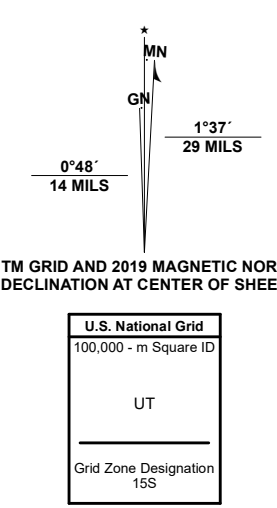 ★
MN
GN
1°37´
29 MILS
0°48´
14 MILS
TM GRID AND 2019 MAGNETIC NOR
DECLINATION AT CENTER OF SHEE
U.S. National Grid
100,000 - m Square ID
UT
Grid Zone Designation
15S